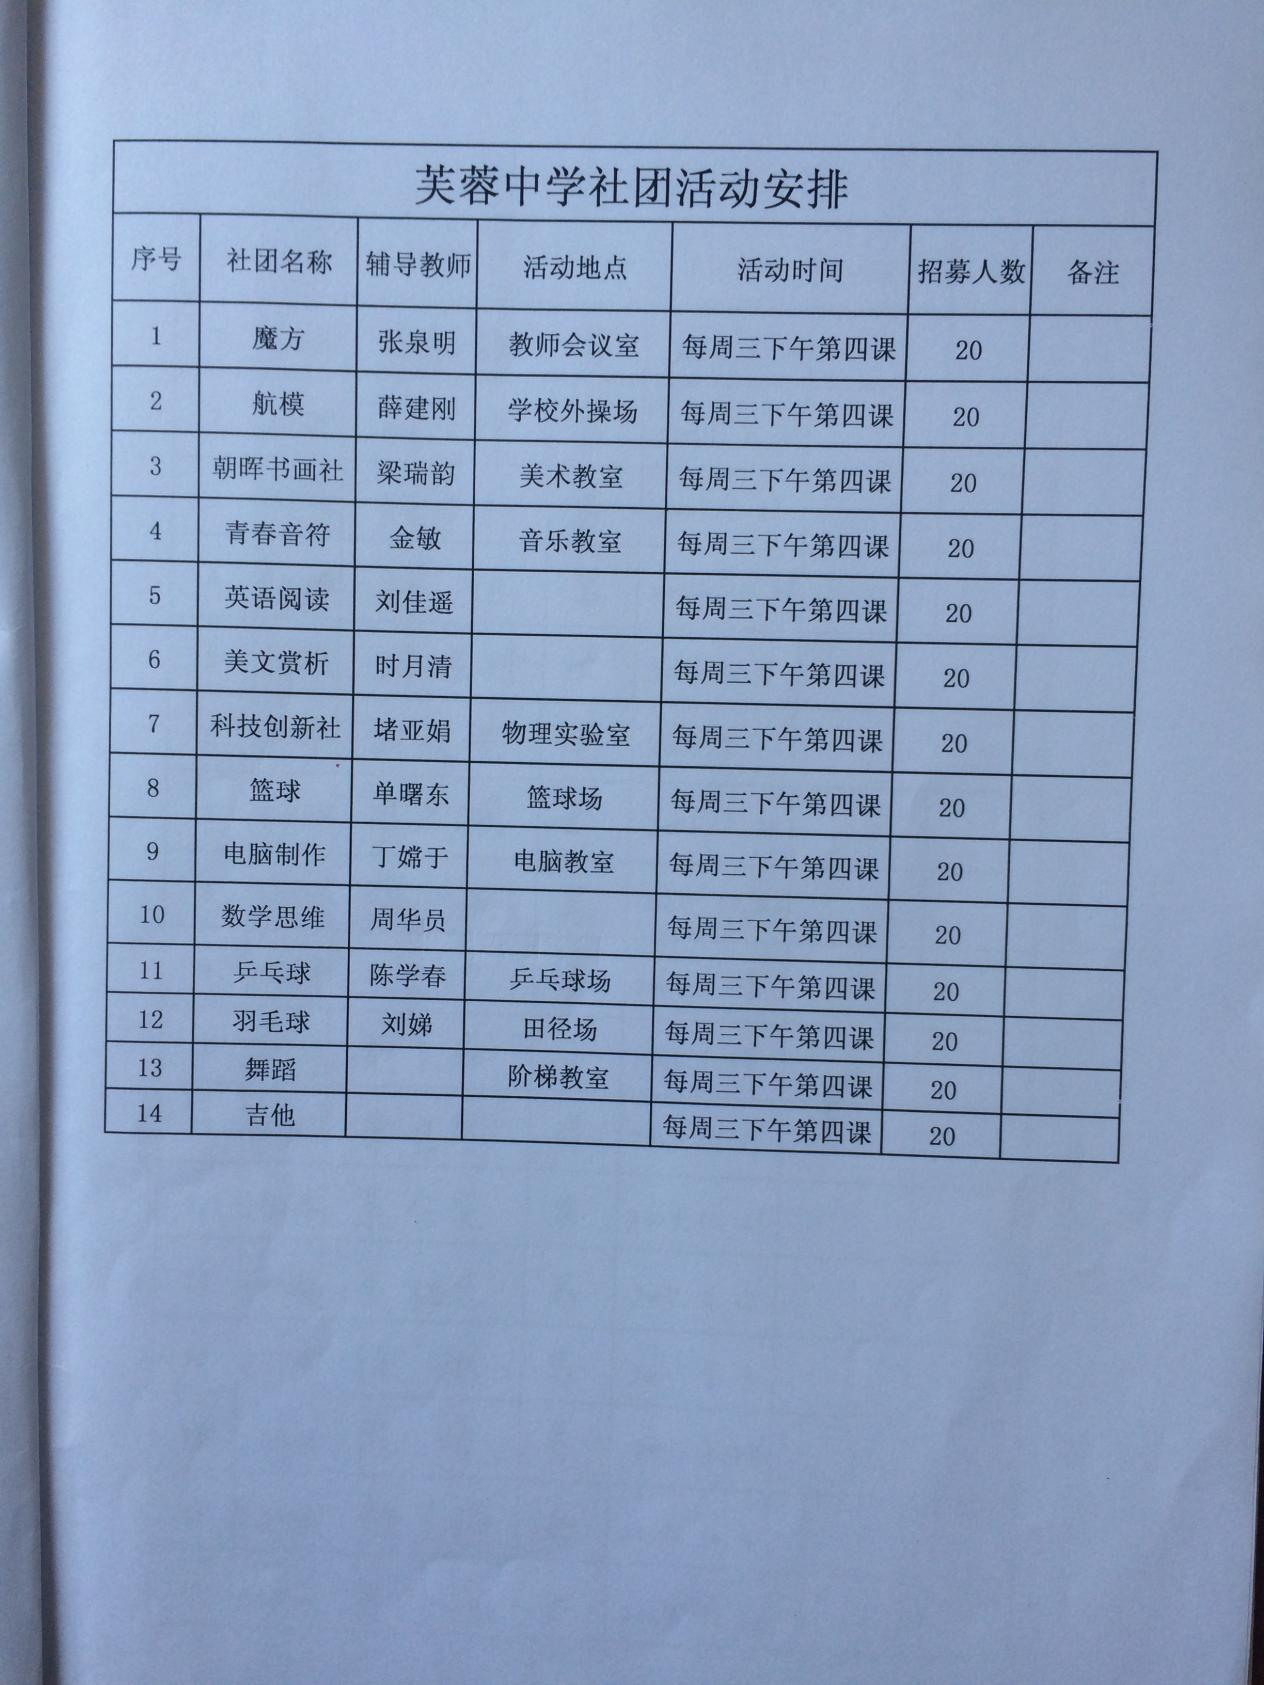 芙蓉中学社团活动安排
序号 社团名称 辅导教师 活动地点 活动时间 招募人数 备注
1 魔方 张泉明 教师会议室 每周三下午第四课 20
2 航模 薛建刚 学校外操场 每周三下午第四课 20
3 朝晖书画社 梁瑞韵 美术教室 每周三下午第四课 20
4 青春音符 金敏 音乐教室 每周三下午第四课 20
5 英语阅读 刘佳遥 每周三下午第四课 20
6 美文赏析 时月清 每周三下午第四课 20
7 科技创新社 堵亚娟 物理实验室 每周三下午第四课 20
8 篮球 单曙东 篮球场 每周三下午第四课 20
9 电脑制作 丁嫦于 电脑教室 每周三下午第四课 20
10 数学思维 周华员 每周三下午第四课 20
11 乒乓球 陈学春 乒乓球场 每周三下午第四课 20
12 羽毛球 刘娣 田径场 每周三下午第四课 20
13 舞蹈 阶梯教室 每周三下午第四课 20
14 吉他 每周三下午第四课 20